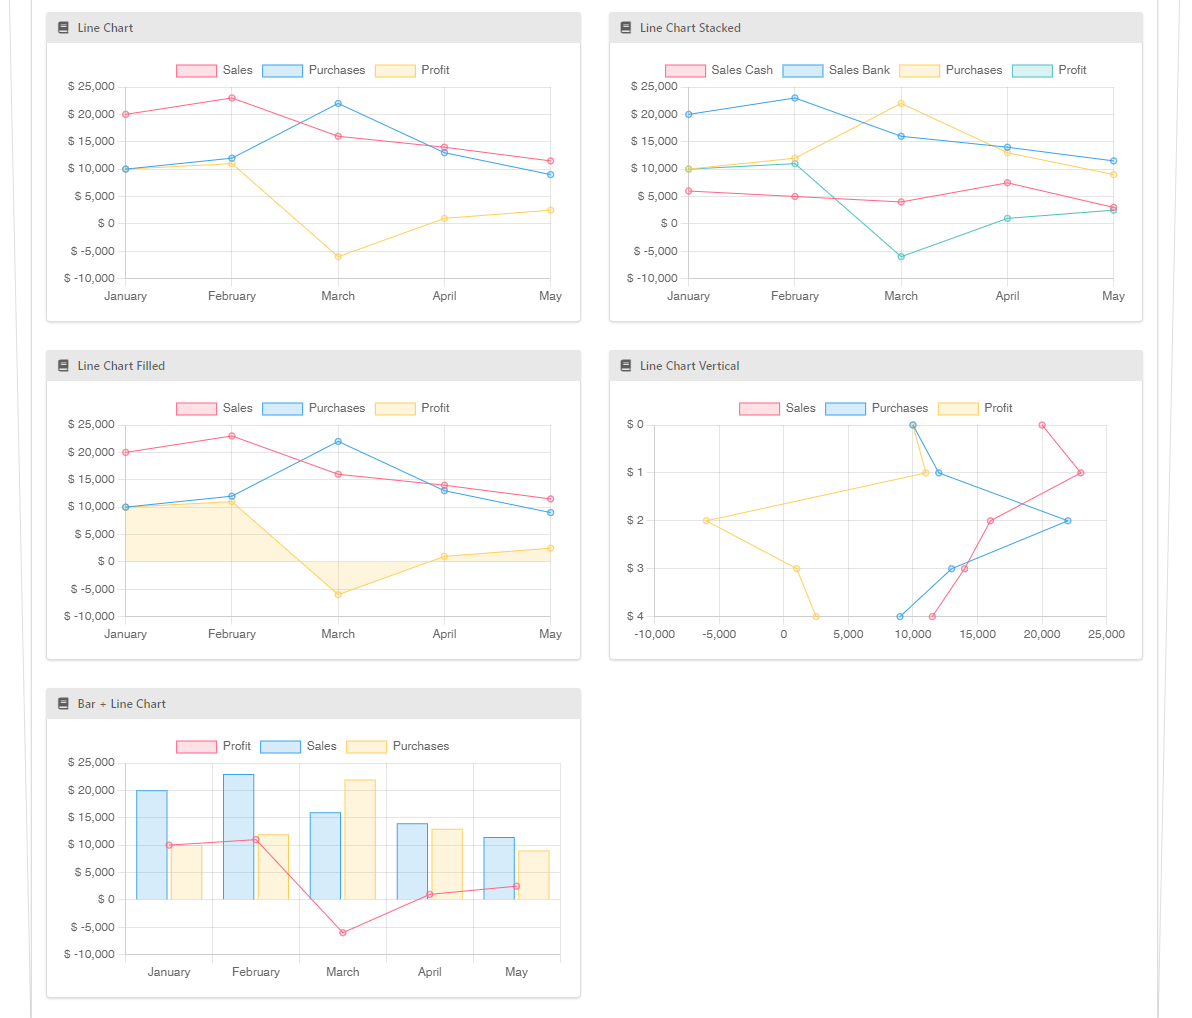 Line Chart
Sales Purchases Profit
$ 25,000
$ 20,000
$ 15,000
$ 10,000
$ 5,000
$ 0
$ -5,000
$ -10,000
January February March April May
Line Chart Stacked
Sales Cash Sales Bank Purchases Profit
$ 25,000
$ 20,000
$ 15,000
$ 10,000
$ 5,000
$ 0
$ -5,000
$ -10,000
January February March April May
Line Chart Filled
Sales Purchases Profit
$ 25,000
$ 20,000
$ 15,000
$ 10,000
$ 5,000
$ 0
$ -5,000
$ -10,000
January February March April May
Line Chart Vertical
Sales Purchases Profit
$ 0
$ 1
$ 2
$ 3
$ 4
-10,000 -5,000 0 5,000 10,000 15,000 20,000 25,000
Bar + Line Chart
Profit Sales Purchases
$ 25,000
$ 20,000
$ 15,000
$ 10,000
$ 5,000
$ 0
$ -5,000
$ -10,000
January February March April May